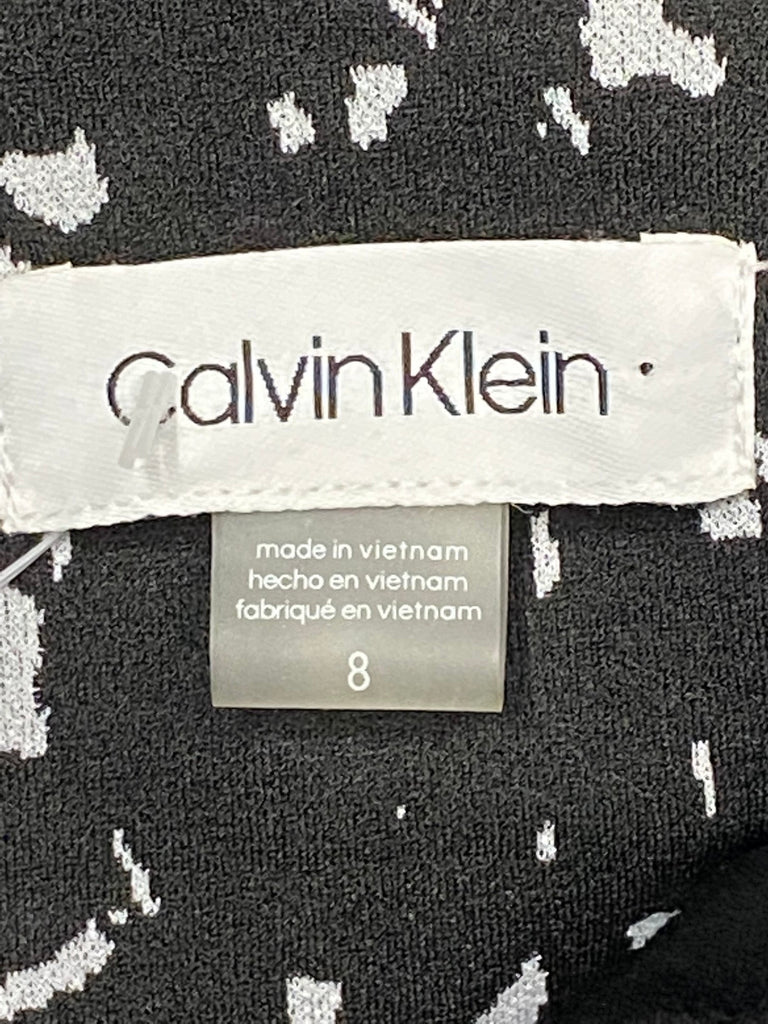 Calvin Klein
made in vietnam
hecho en vietnam
fabriqué en vietnam
8